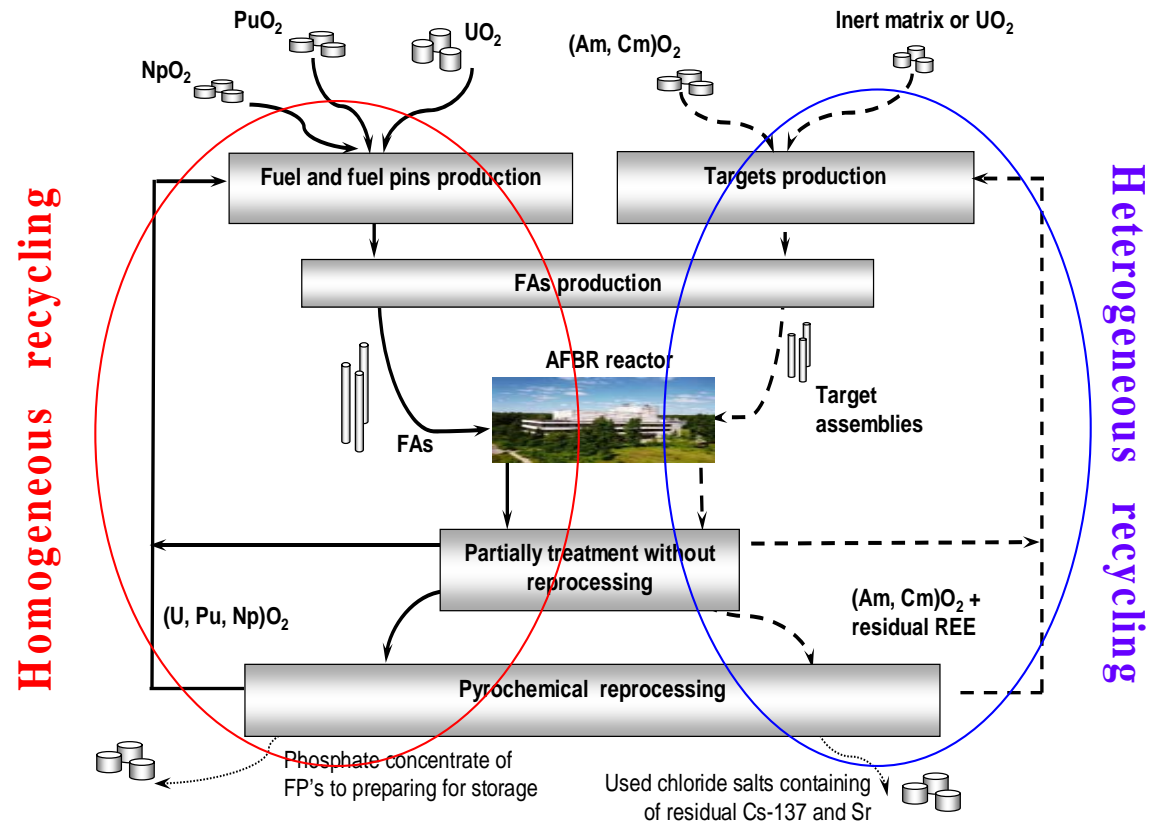 PuO2
UO2
NpO2
(Am, Cm)O2
Inert matrix or UO2
Fuel and fuel pins production
Targets production
Homogeneous recycling
Heterogeneous recycling
FAs production
AFBR reactor
FAs
Target
assemblies
Partially treatment without
reprocessing
(U, Pu, Np)O2
(Am, Cm)O2 +
residual REE
Pyrochemical reprocessing
Phosphate concentrate of
FP's to preparing for storage
Used chloride salts containing
of residual Cs-137 and Sr